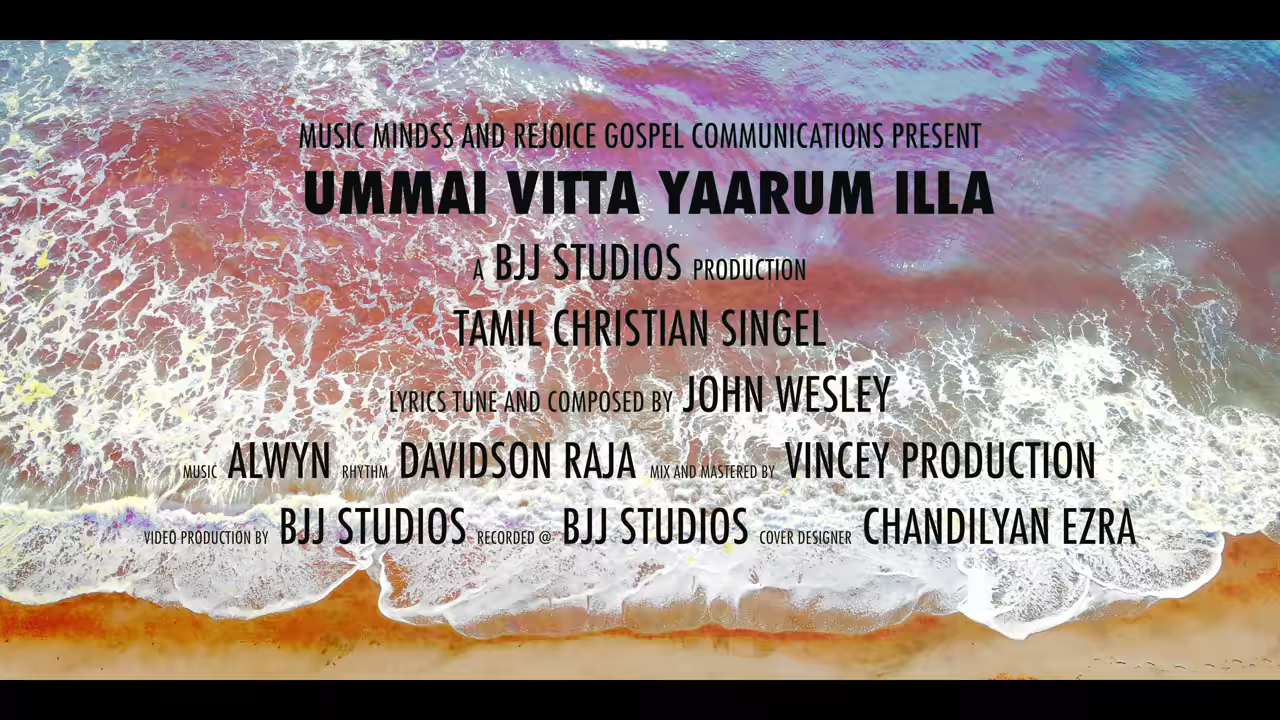 MUSIC MINDSS AND REJOICE GOSPEL COMMUNICATIONS PRESENT
UMMAI VITTA YAARUM ILLA
A BJJ STUDIOS PRODUCTION
TAMIL CHRISTIAN SINGEL
LYRICS TUNE AND COMPOSED BY JOHN WESLEY
MUSIC ALWYN RHYTHM DAVIDSON RAJA MIX AND MASTERED BY VINCEY PRODUCTION
VIDEO PRODUCTION BY BJJ STUDIOS RECORDED @ BJJ STUDIOS COVER DESIGNER CHANDILYAN EZRA